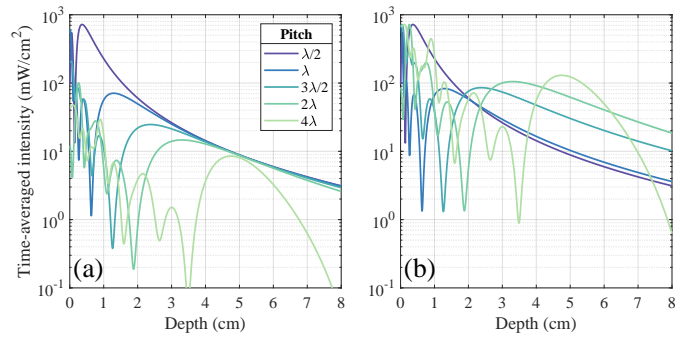 Time-averaged intensity (mW/cm²)
10³
10²
10¹
10⁰
10⁻¹
Pitch
λ/2
λ
3λ/2
2λ
4λ
(a)
0 1 2 3 4 5 6 7 8
Depth (cm)
10³
10²
10¹
10⁰
10⁻¹
(b)
0 1 2 3 4 5 6 7 8
Depth (cm)